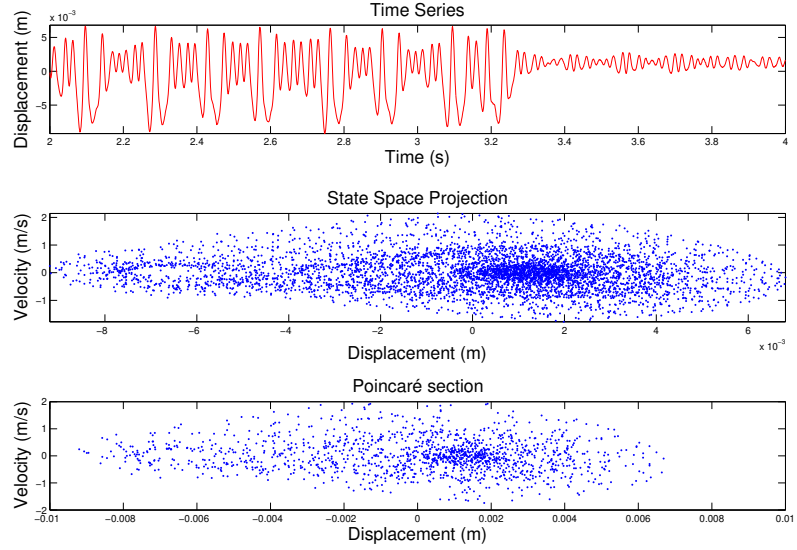 Time Series
x 10⁻³
Displacement (m)
5
0
−5
2 2.2 2.4 2.6 2.8 3 3.2 3.4 3.6 3.8 4
Time (s)
State Space Projection
Velocity (m/s)
2
1
0
−1
−8 −6 −4 −2 0 2 4 6
x 10⁻³
Displacement (m)
Poincaré section
Velocity (m/s)
2
1
0
−1
−2
−0.01 −0.008 −0.006 −0.004 −0.002 0 0.002 0.004 0.006 0.008 0.01
Displacement (m)